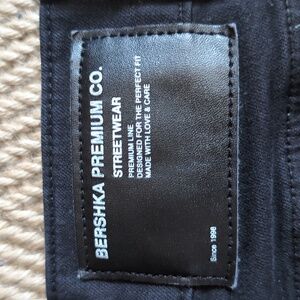 BERSHKA PREMIUM CO.
STREETWEAR
PREMIUM LINE
DESIGNED FOR THE PERFECT FIT
MADE WITH LOVE & CARE
Since 1998